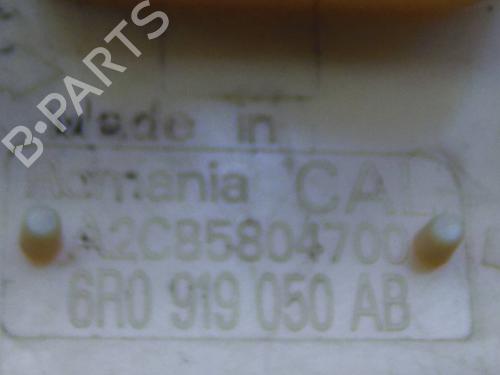 B-PARTS
Made in
Romania CAL
A2C85804700
6R0 919 050 AB